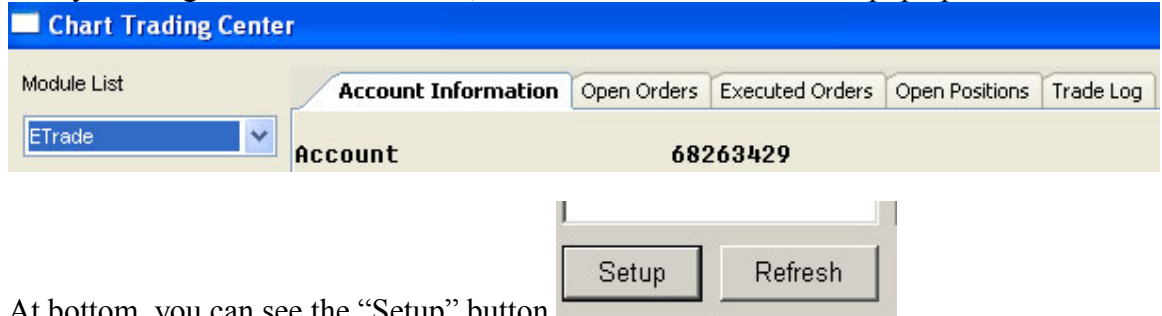 Chart Trading Center
Module List
Account Information Open Orders Executed Orders Open Positions Trade Log
ETrade
Account 68263429
Setup Refresh
At bottom, you can see the “Setup” button